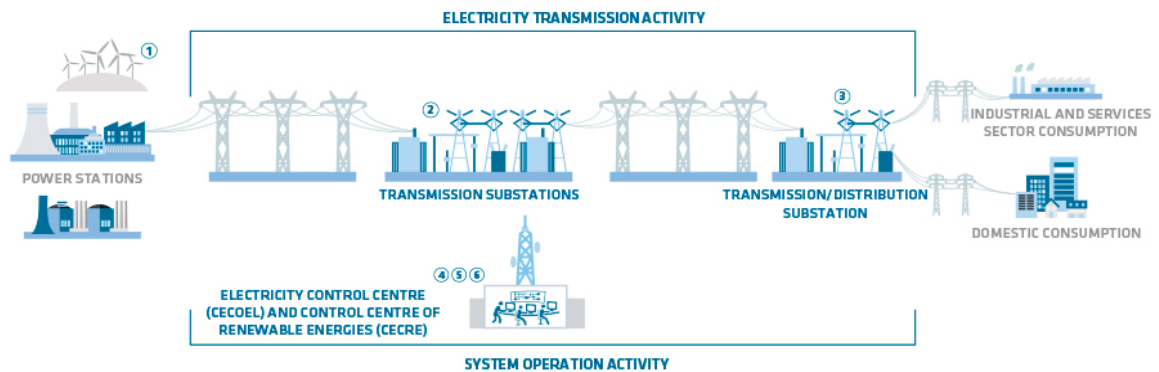 ELECTRICITY TRANSMISSION ACTIVITY
1
2
3
INDUSTRIAL AND SERVICES
SECTOR CONSUMPTION
POWER STATIONS
TRANSMISSION SUBSTATIONS
TRANSMISSION/DISTRIBUTION
SUBSTATION
DOMESTIC CONSUMPTION
4 5 6
ELECTRICITY CONTROL CENTRE
(CECOEL) AND CONTROL CENTRE OF
RENEWABLE ENERGIES (CECRE)
SYSTEM OPERATION ACTIVITY